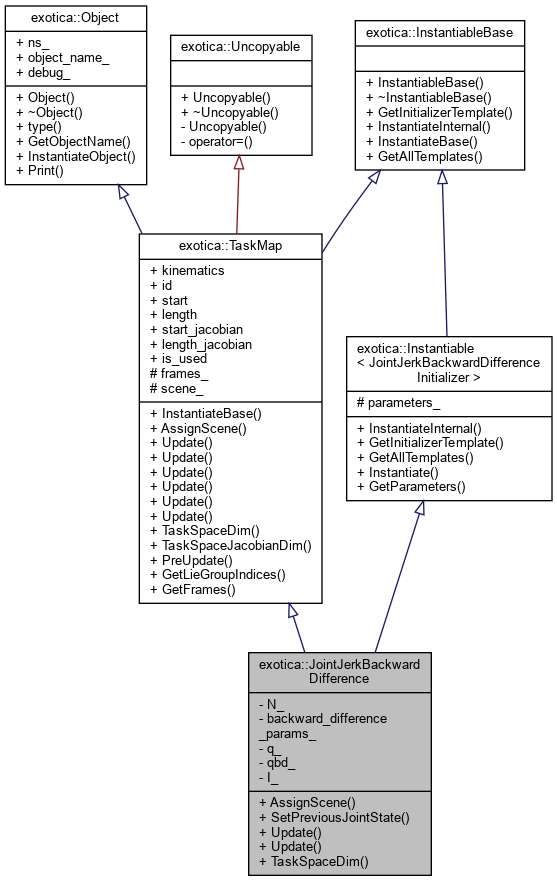 exotica::Object
+ ns_
+ object_name_
+ debug_
+ Object()
+ ~Object()
+ type()
+ GetObjectName()
+ InstantiateObject()
+ Print()
exotica::Uncopyable
+ Uncopyable()
+ ~Uncopyable()
- Uncopyable()
- operator=()
exotica::InstantiableBase
+ InstantiableBase()
+ ~InstantiableBase()
+ GetInitializerTemplate()
+ InstantiateInternal()
+ InstantiateBase()
+ GetAllTemplates()
exotica::TaskMap
+ kinematics
+ id
+ start
+ length
+ start_jacobian
+ length_jacobian
+ is_used
# frames_
# scene_
+ InstantiateBase()
+ AssignScene()
+ Update()
+ Update()
+ Update()
+ Update()
+ Update()
+ Update()
+ TaskSpaceDim()
+ TaskSpaceJacobianDim()
+ PreUpdate()
+ GetLieGroupIndices()
+ GetFrames()
exotica::Instantiable
< JointJerkBackwardDifference
Initializer >
# parameters_
+ InstantiateInternal()
+ GetInitializerTemplate()
+ GetAllTemplates()
+ Instantiate()
+ GetParameters()
exotica::JointJerkBackward
Difference
- N_
- backward_difference
_params_
- q_
- qbd_
- I_
+ AssignScene()
+ SetPreviousJointState()
+ Update()
+ Update()
+ TaskSpaceDim()